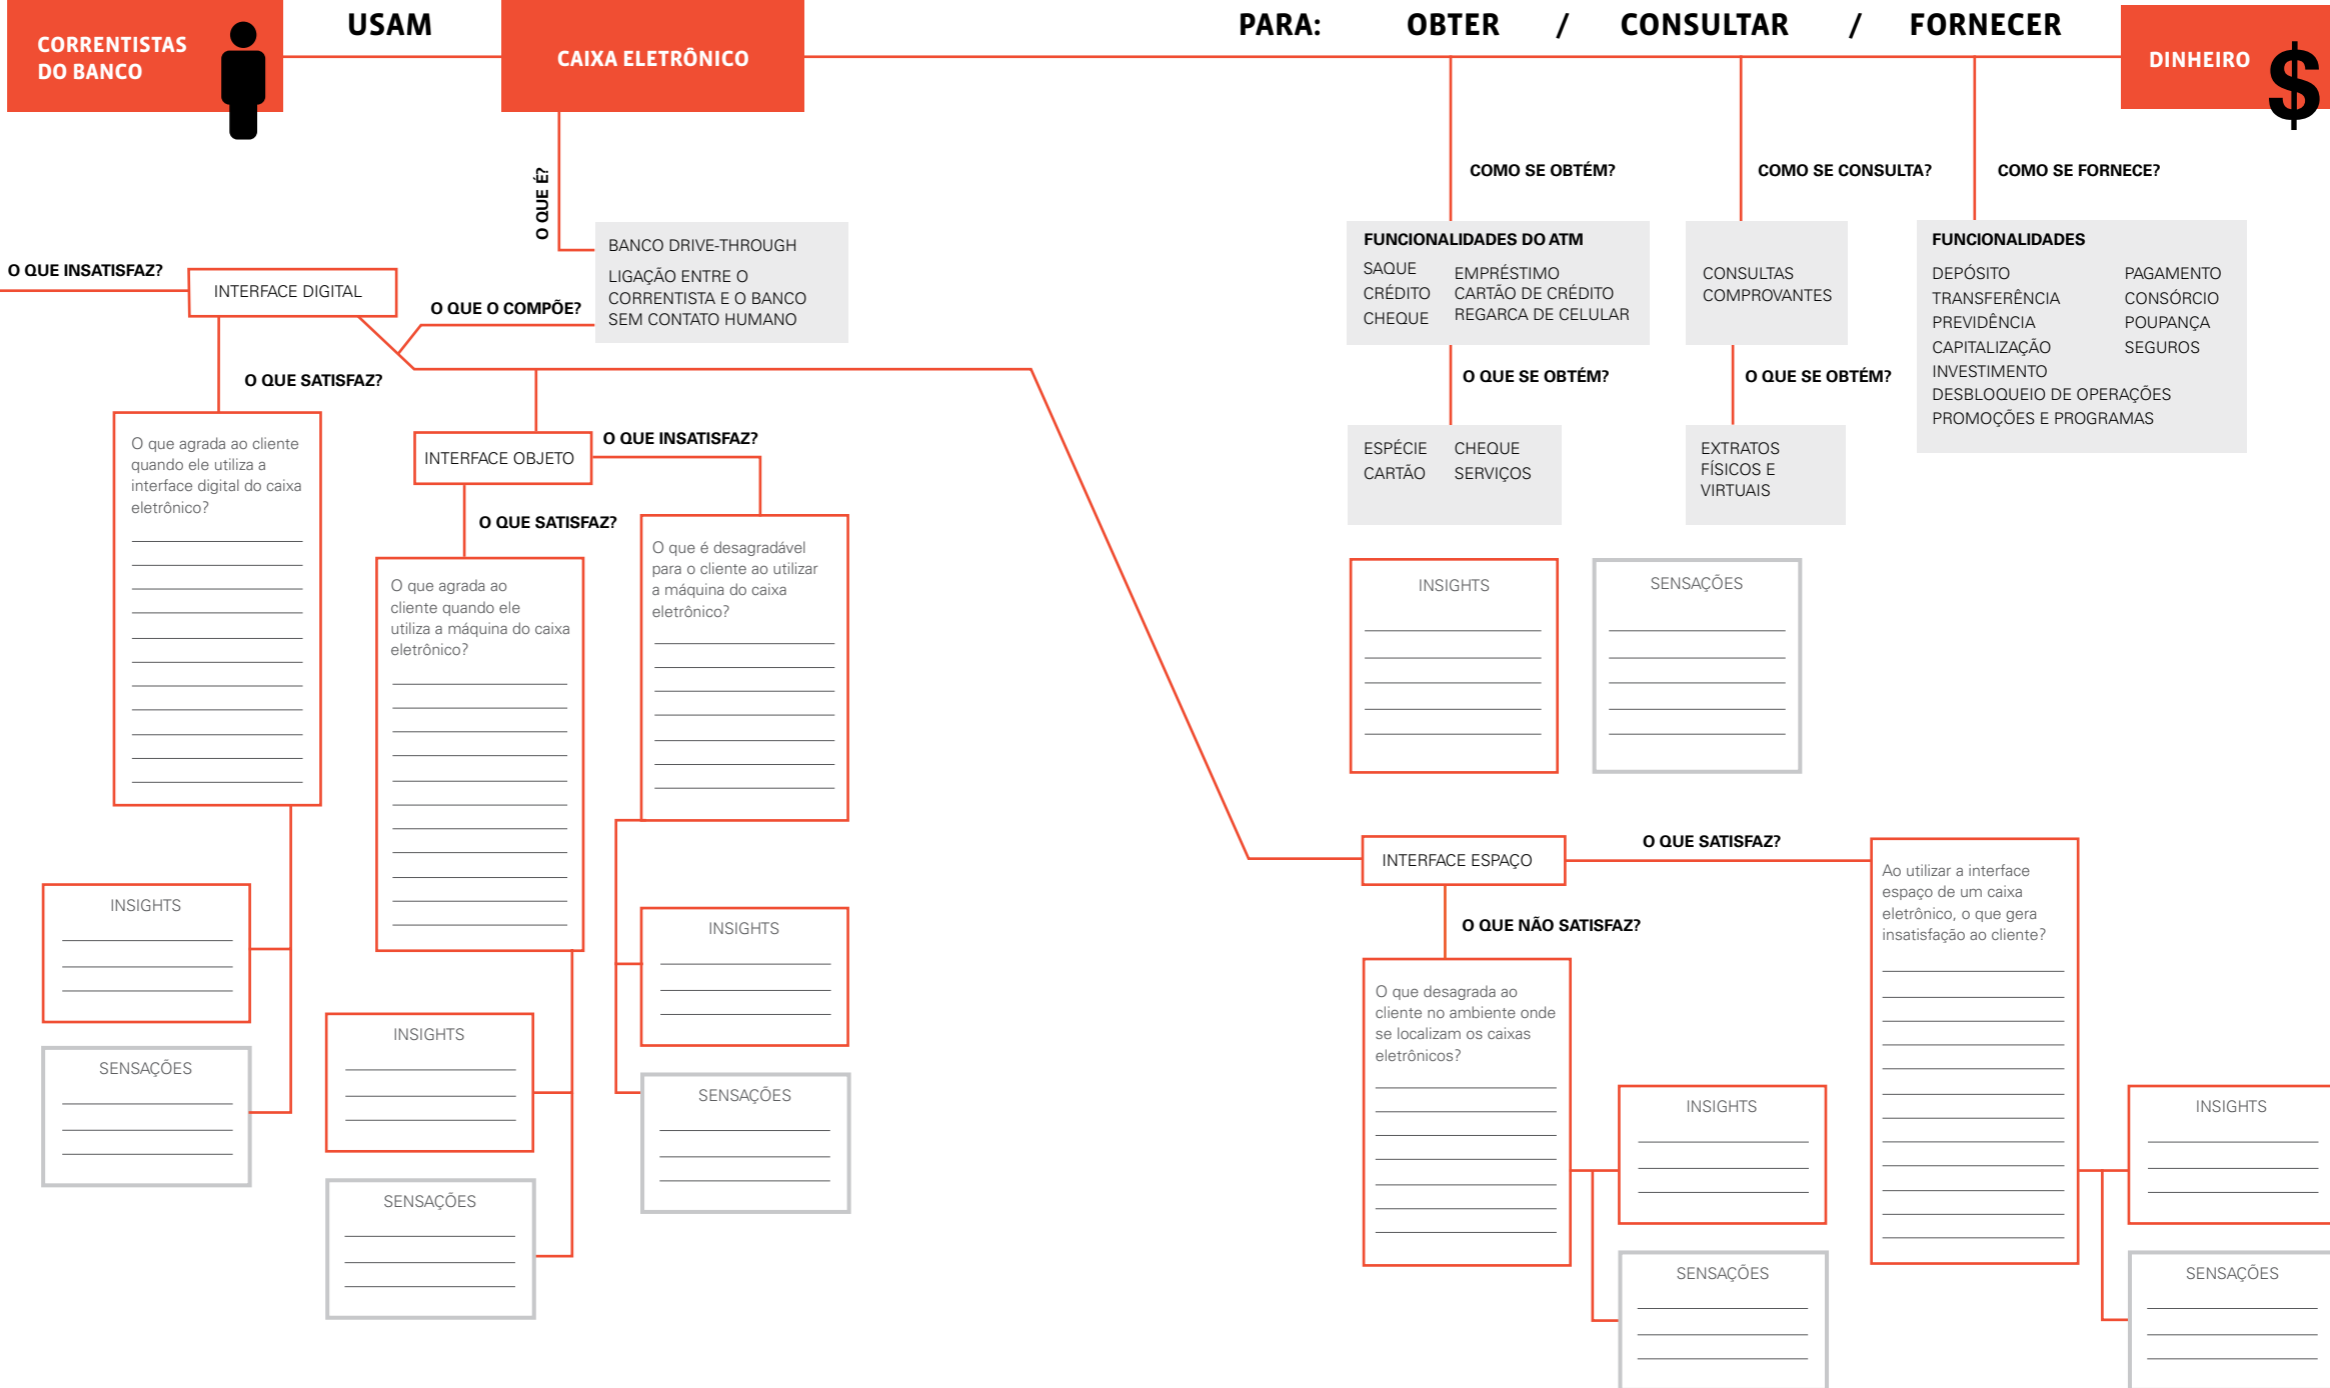 CORRENTISTAS
DO BANCO
USAM
CAIXA ELETRÔNICO
PARA:
OBTER
/
CONSULTAR
/
FORNECER
DINHEIRO
$
O QUE É?
BANCO DRIVE-THROUGH
LIGAÇÃO ENTRE O
CORRENTISTA E O BANCO
SEM CONTATO HUMANO
O QUE O COMPÕE?
O QUE INSATISFAZ?
INTERFACE DIGITAL
O QUE SATISFAZ?
O que agrada ao cliente
quando ele utiliza a
interface digital do caixa
eletrônico?
INSIGHTS
SENSAÇÕES
INTERFACE OBJETO
O QUE INSATISFAZ?
O QUE SATISFAZ?
O que agrada ao
cliente quando ele
utiliza a máquina do caixa
eletrônico?
INSIGHTS
SENSAÇÕES
O que é desagradável
para o cliente ao utilizar
a máquina do caixa
eletrônico?
INSIGHTS
SENSAÇÕES
COMO SE OBTÉM?
FUNCIONALIDADES DO ATM
SAQUE
CRÉDITO
CHEQUE
EMPRÉSTIMO
CARTÃO DE CRÉDITO
REGARCA DE CELULAR
O QUE SE OBTÉM?
ESPÉCIE
CARTÃO
CHEQUE
SERVIÇOS
COMO SE CONSULTA?
CONSULTAS
COMPROVANTES
O QUE SE OBTÉM?
EXTRATOS
FÍSICOS E
VIRTUAIS
COMO SE FORNECE?
FUNCIONALIDADES
DEPÓSITO
TRANSFERÊNCIA
PREVIDÊNCIA
CAPITALIZAÇÃO
INVESTIMENTO
DESBLOQUEIO DE OPERAÇÕES
PROMOÇÕES E PROGRAMAS
PAGAMENTO
CONSÓRCIO
POUPANÇA
SEGUROS
INSIGHTS
SENSAÇÕES
INTERFACE ESPAÇO
O QUE SATISFAZ?
O QUE NÃO SATISFAZ?
O que desagrada ao
cliente no ambiente onde
se localizam os caixas
eletrônicos?
INSIGHTS
SENSAÇÕES
Ao utilizar a interface
espaço de um caixa
eletrônico, o que gera
insatisfação ao cliente?
INSIGHTS
SENSAÇÕES